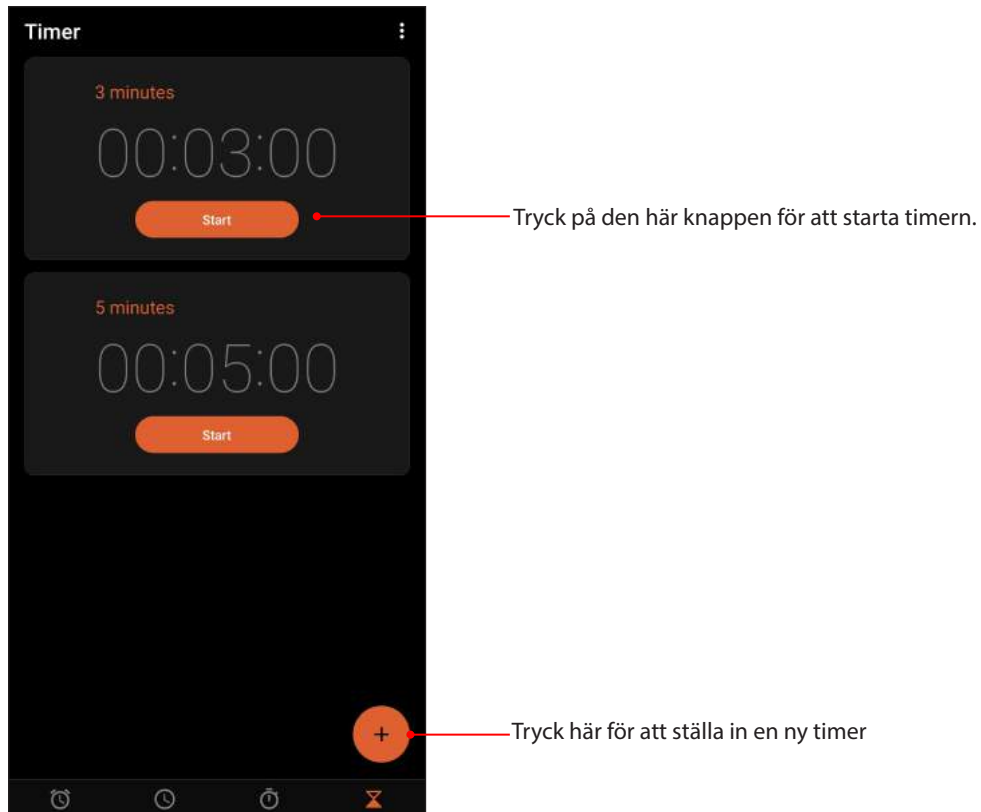 Timer
3 minutes
00:03:00
Start
Tryck på den här knappen för att starta timern.
5 minutes
00:05:00
Start
+
Tryck här för att ställa in en ny timer